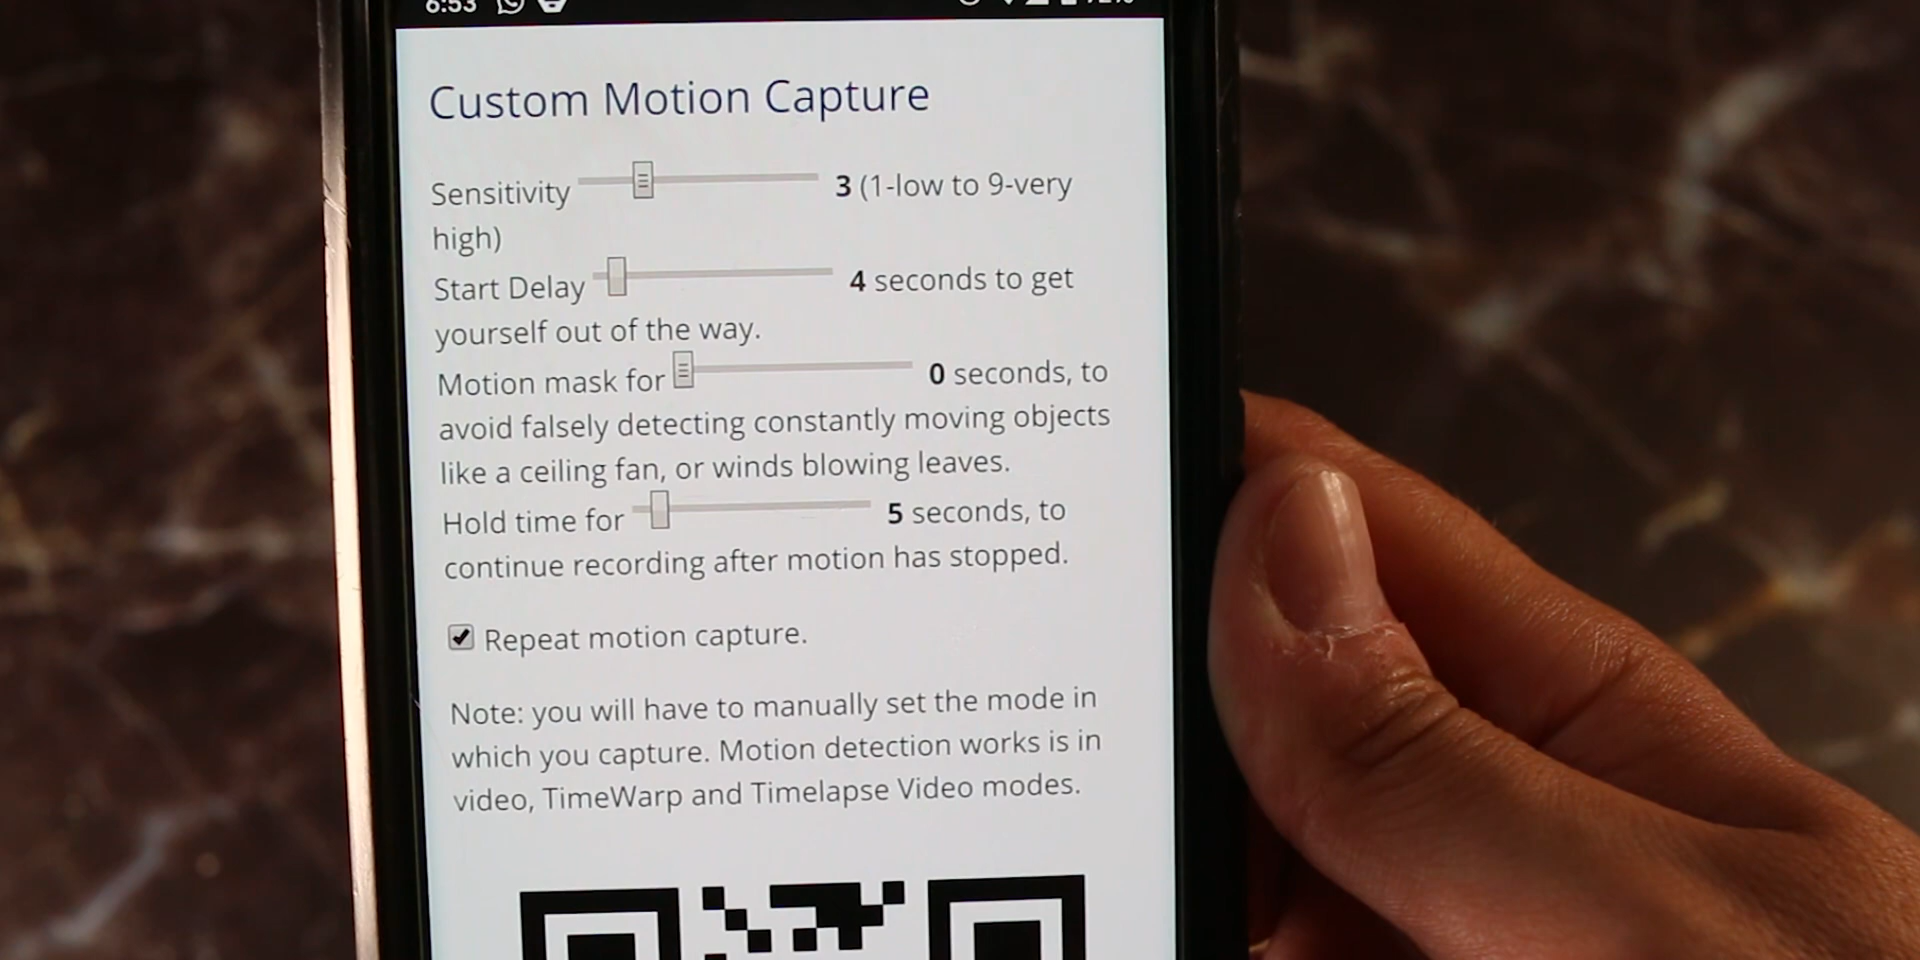 6:53
Custom Motion Capture
Sensitivity 3 (1-low to 9-very
high)
Start Delay 4 seconds to get
yourself out of the way.
Motion mask for 0 seconds, to
avoid falsely detecting constantly moving objects
like a ceiling fan, or winds blowing leaves.
Hold time for 5 seconds, to
continue recording after motion has stopped.
Repeat motion capture.
Note: you will have to manually set the mode in
which you capture. Motion detection works is in
video, TimeWarp and Timelapse Video modes.